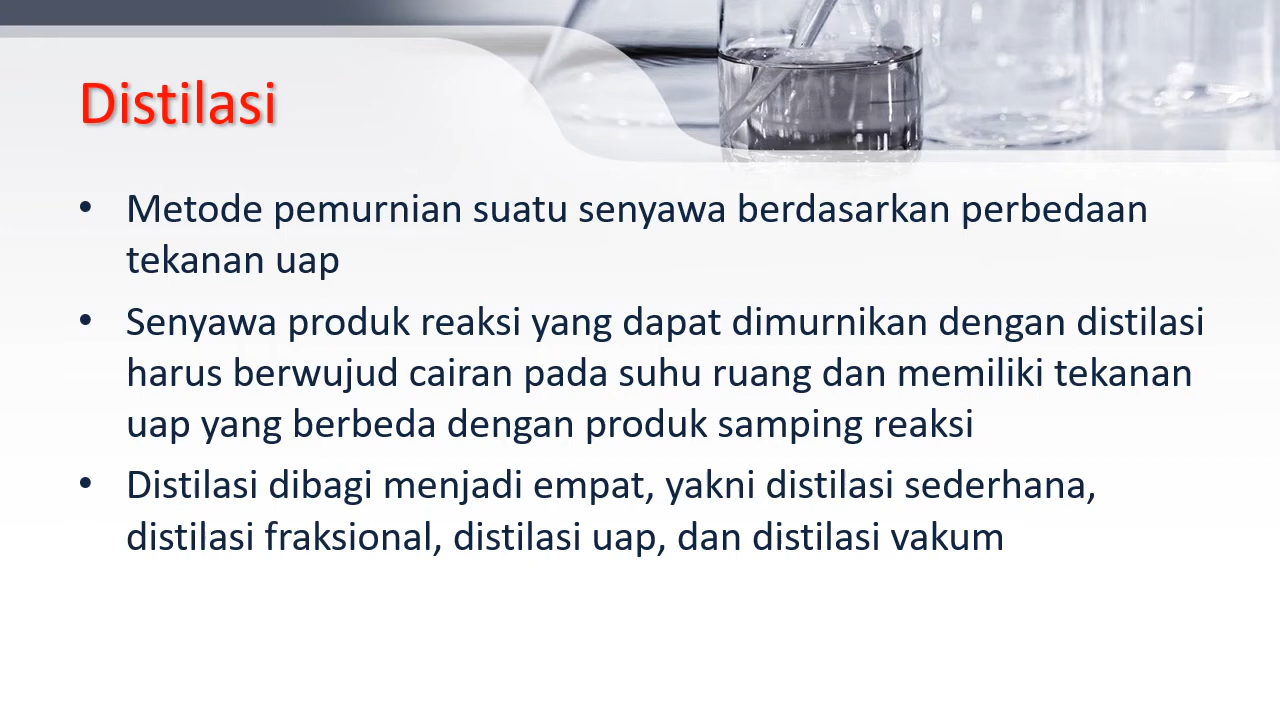 Distilasi
• Metode pemurnian suatu senyawa berdasarkan perbedaan
tekanan uap
• Senyawa produk reaksi yang dapat dimurnikan dengan distilasi
harus berwujud cairan pada suhu ruang dan memiliki tekanan
uap yang berbeda dengan produk samping reaksi
• Distilasi dibagi menjadi empat, yakni distilasi sederhana,
distilasi fraksional, distilasi uap, dan distilasi vakum